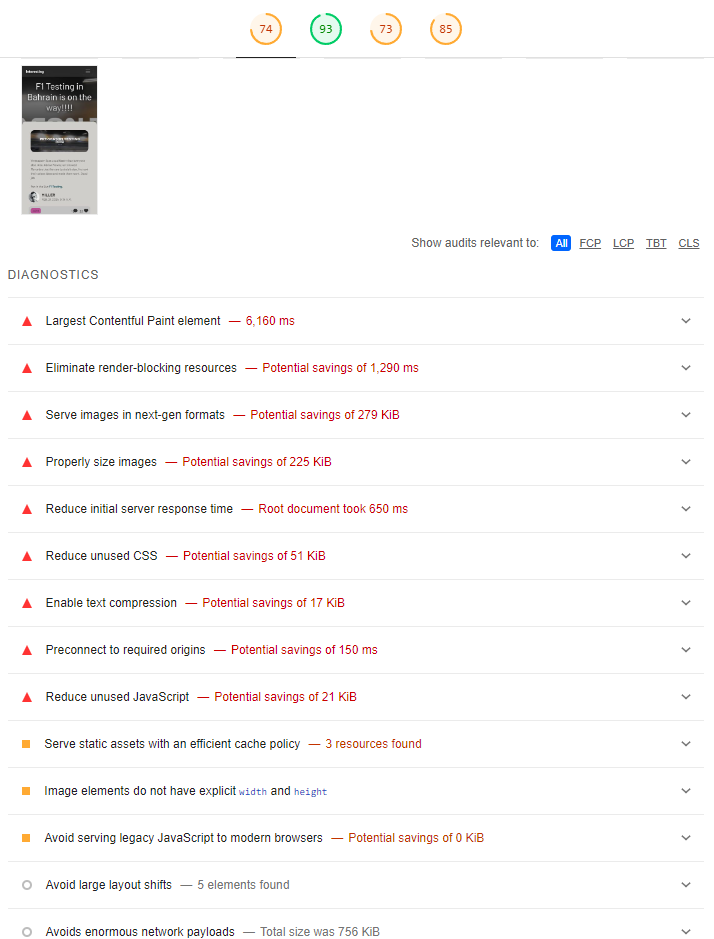 74 93 73 85
Interesting
F1 Testing in
Bahrain is on the
way!!!!
Show audits relevant to: All FCP LCP TBT CLS
DIAGNOSTICS
Largest Contentful Paint element — 6,160 ms
Eliminate render-blocking resources — Potential savings of 1,290 ms
Serve images in next-gen formats — Potential savings of 279 KiB
Properly size images — Potential savings of 225 KiB
Reduce initial server response time — Root document took 650 ms
Reduce unused CSS — Potential savings of 51 KiB
Enable text compression — Potential savings of 17 KiB
Preconnect to required origins — Potential savings of 150 ms
Reduce unused JavaScript — Potential savings of 21 KiB
Serve static assets with an efficient cache policy — 3 resources found
Image elements do not have explicit width and height
Avoid serving legacy JavaScript to modern browsers — Potential savings of 0 KiB
Avoid large layout shifts — 5 elements found
Avoids enormous network payloads — Total size was 756 KiB